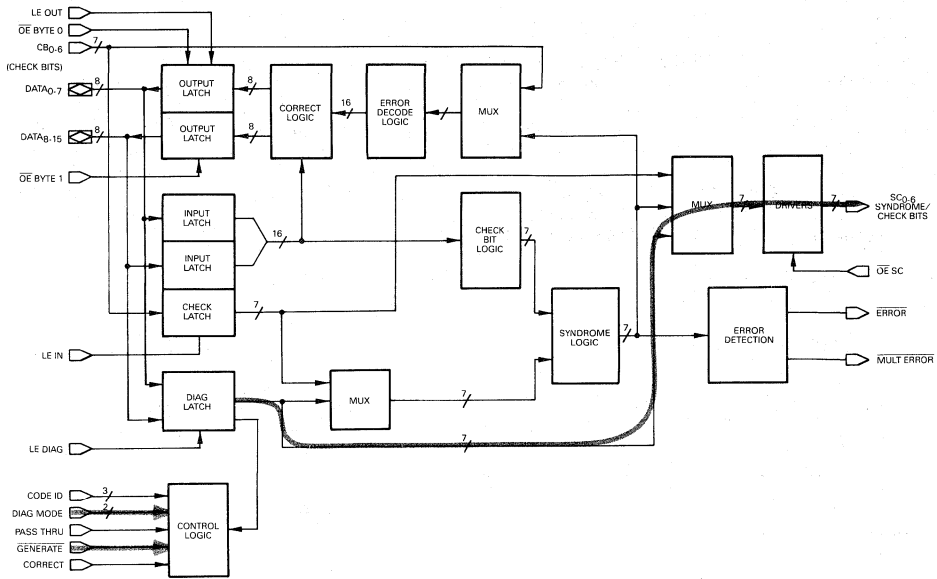 LE OUT
OE BYTE 0
CB0-6
7
(CHECK BITS)
DATA0-7
8
DATA8-15
8
OE BYTE 1
OUTPUT LATCH
OUTPUT LATCH
8
8
CORRECT LOGIC
16
ERROR DECODE LOGIC
MUX
INPUT LATCH
INPUT LATCH
16
CHECK LATCH
7
CHECK BIT LOGIC
7
MUX
7
DRIVERS
7
SC0-6
SYNDROME/
CHECK BITS
OE SC
LE IN
SYNDROME LOGIC
7
ERROR DETECTION
ERROR
MULT ERROR
DIAG LATCH
MUX
7
7
LE DIAG
CODE ID
3
DIAG MODE
2
PASS THRU
GENERATE
CORRECT
CONTROL LOGIC